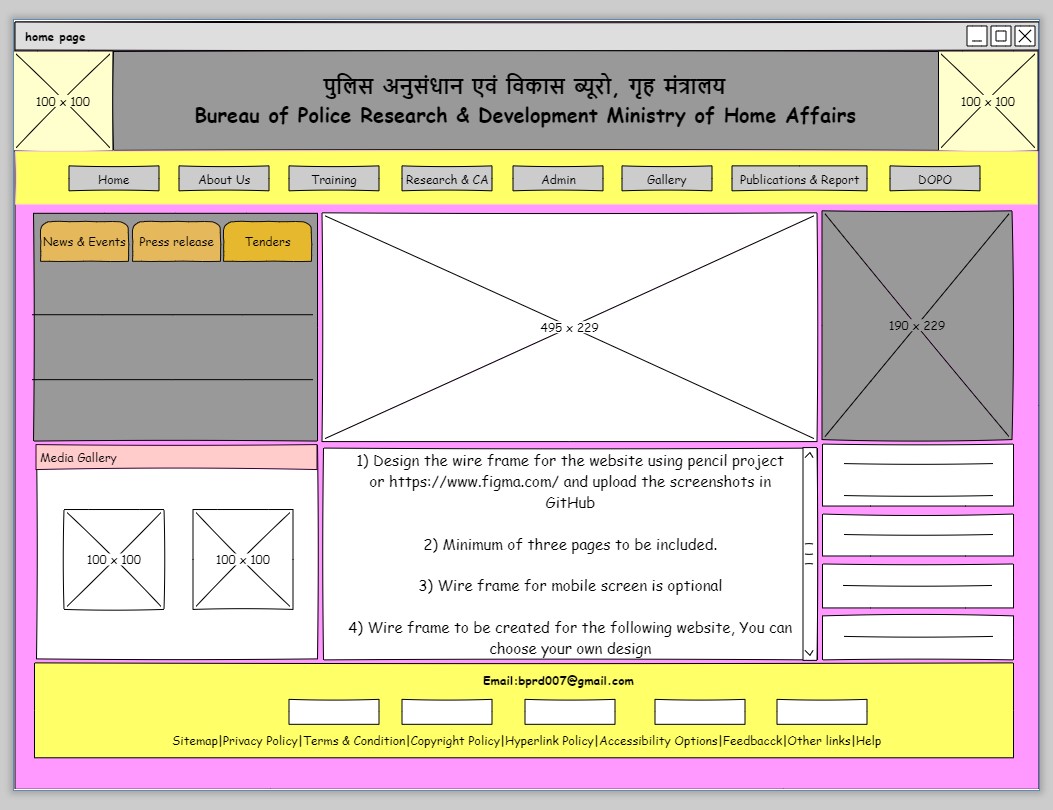 home page
100 x 100
पुलिस अनुसंधान एवं विकास ब्यूरो, गृह मंत्रालय
Bureau of Police Research & Development Ministry of Home Affairs
100 x 100
Home
About Us
Training
Research & CA
Admin
Gallery
Publications & Report
DOPO
News & Events
Press release
Tenders
495 x 229
190 x 229
Media Gallery
100 x 100
100 x 100
1) Design the wire frame for the website using pencil project
or https://www.figma.com/ and upload the screenshots in
GitHub
2) Minimum of three pages to be included.
3) Wire frame for mobile screen is optional
4) Wire frame to be created for the following website, You can
choose your own design
Email:bprd007@gmail.com
Sitemap|Privacy Policy|Terms & Condition|Copyright Policy|Hyperlink Policy|Accessibility Options|Feedbacck|Other links|Help